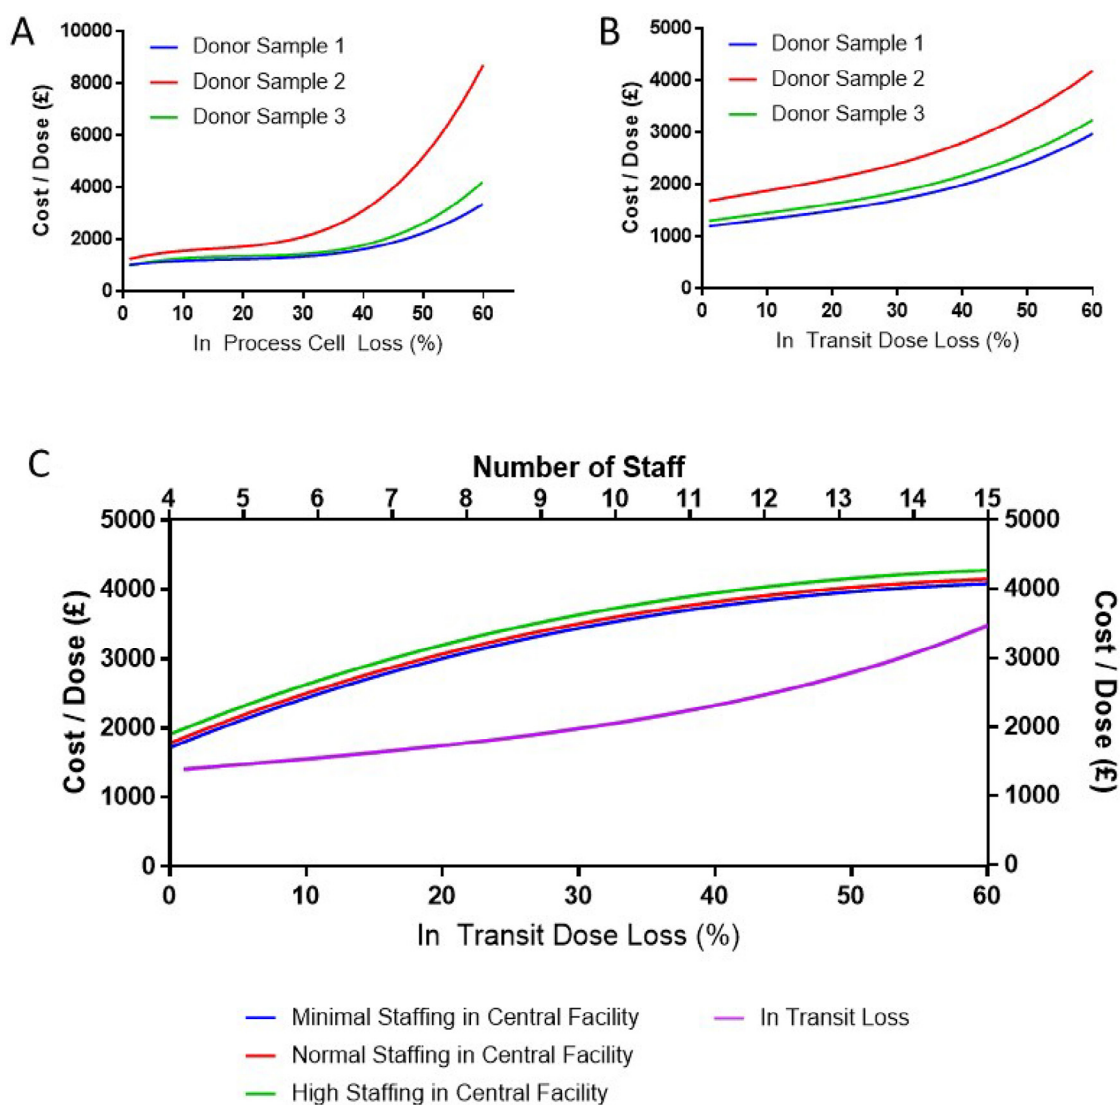 A
Cost / Dose (£)
10000
8000
6000
4000
2000
0
Donor Sample 1
Donor Sample 2
Donor Sample 3
0 10 20 30 40 50 60
In Process Cell Loss (%)
B
Cost / Dose (£)
5000
4000
3000
2000
1000
0
Donor Sample 1
Donor Sample 2
Donor Sample 3
0 10 20 30 40 50 60
In Transit Dose Loss (%)
C
Number of Staff
4 5 6 7 8 9 10 11 12 13 14 15
Cost / Dose (£)
5000
4000
3000
2000
1000
0
5000
4000
3000
2000
1000
0
Cost / Dose (£)
0 10 20 30 40 50 60
In Transit Dose Loss (%)
Minimal Staffing in Central Facility
Normal Staffing in Central Facility
High Staffing in Central Facility
In Transit Loss